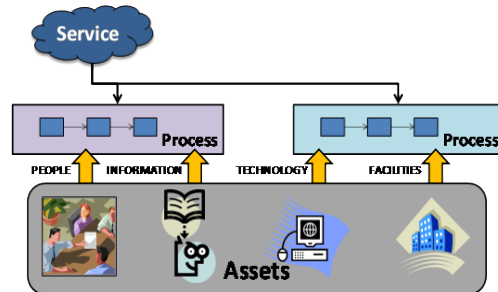 Service
Process
Process
PEOPLE
INFORMATION
TECHNOLOGY
FACILITIES
Assets